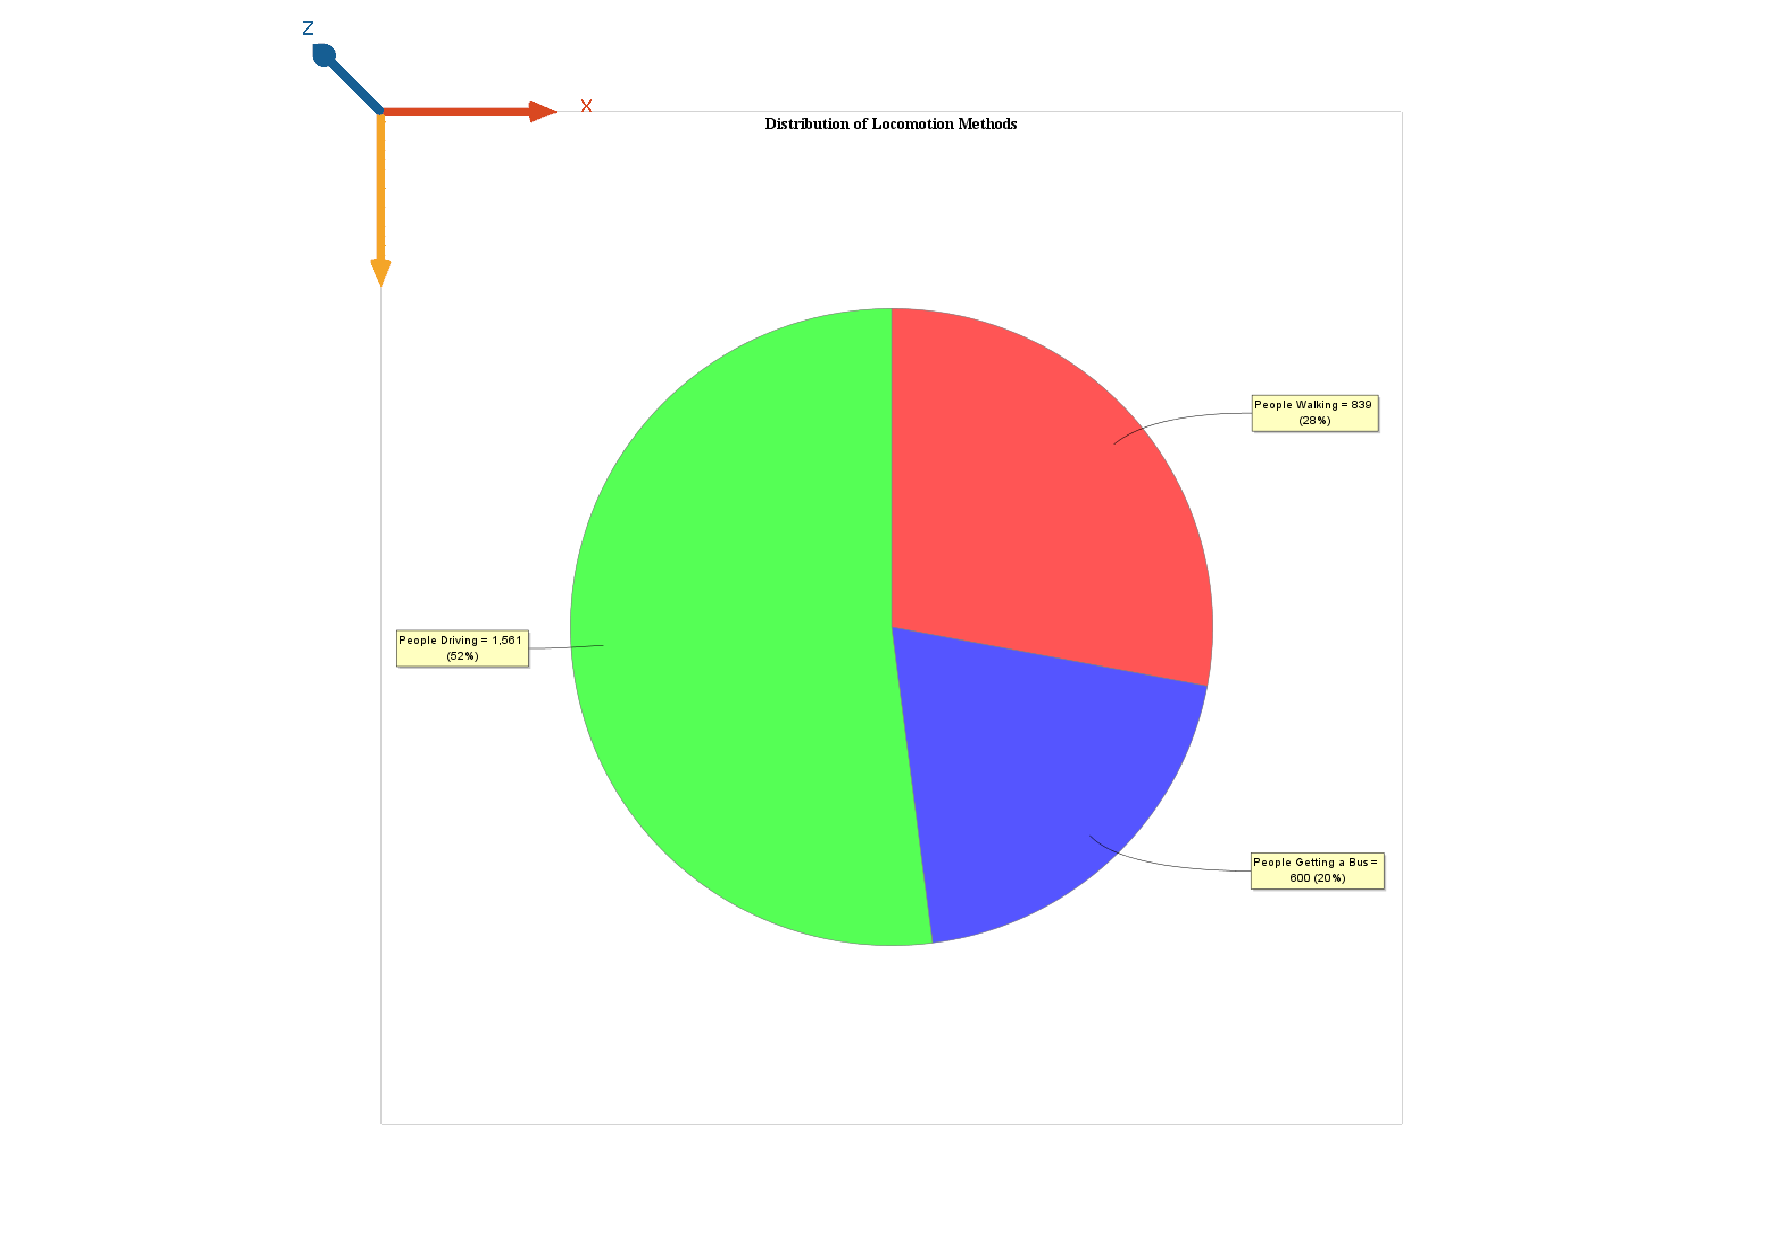 Z
X
Distribution of Locomotion Methods
People Walking = 839
(28%)
People Driving = 1,561
(52%)
People Getting a Bus =
600 (20%)